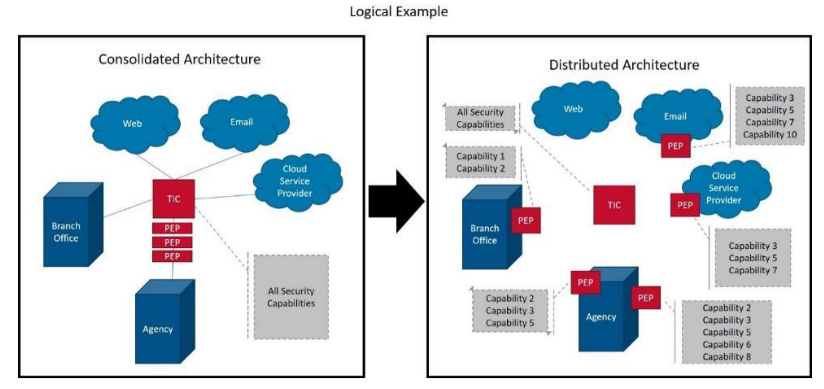 Logical Example
Consolidated Architecture
Web
Email
Cloud
Service
Provider
TIC
Branch
Office
PEP
PEP
PEP
All Security
Capabilities
Agency
Distributed Architecture
All Security
Capabilities
Web
Email
PEP
Capability 3
Capability 5
Capability 7
Capability 10
Capability 1
Capability 2
Cloud
Service
Provider
PEP
TIC
Branch
Office
PEP
Capability 3
Capability 5
Capability 7
PEP
PEP
Agency
Capability 2
Capability 3
Capability 5
Capability 2
Capability 3
Capability 5
Capability 6
Capability 8